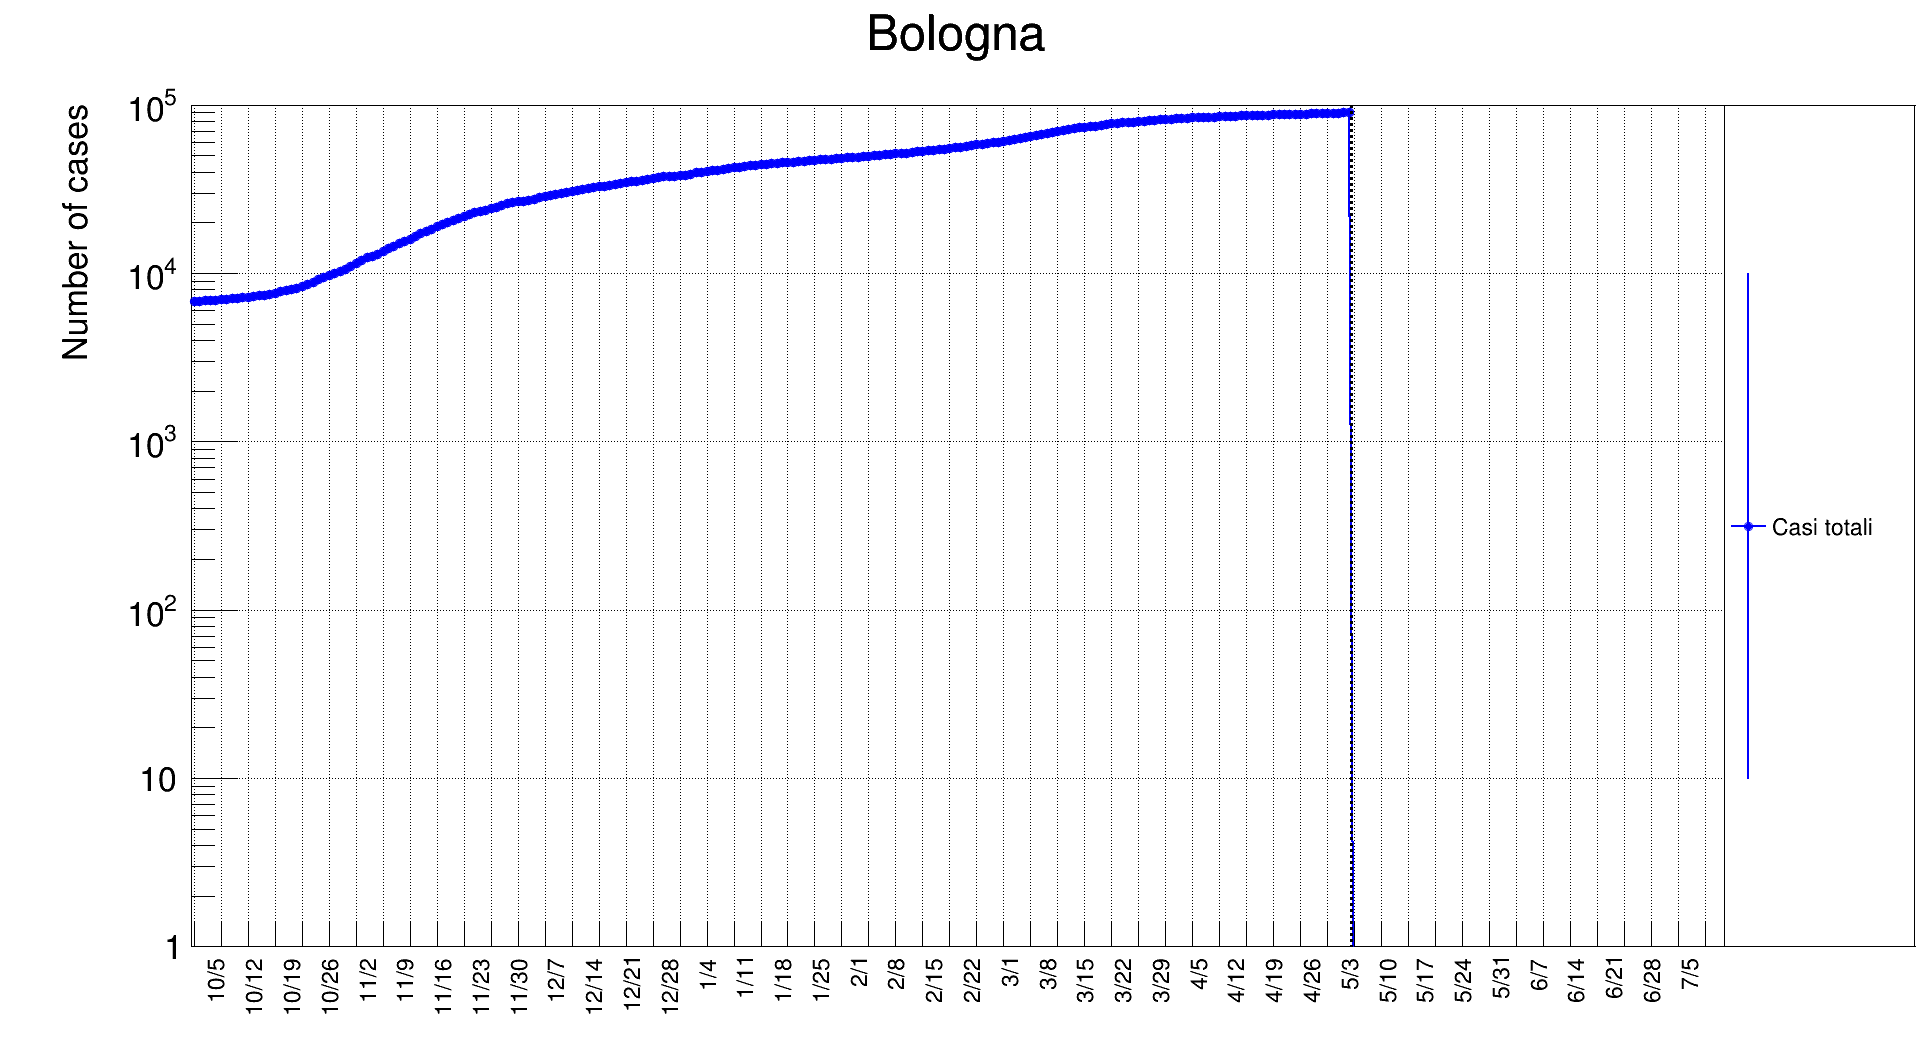 Bologna
Number of cases
10^5
10^4
10^3
10^2
10
1
10/5 10/12 10/19 10/26 11/2 11/9 11/16 11/23 11/30 12/7 12/14 12/21 12/28 1/4 1/11 1/18 1/25 2/1 2/8 2/15 2/22 3/1 3/8 3/15 3/22 3/29 4/5 4/12 4/19 4/26 5/3 5/10 5/17 5/24 5/31 6/7 6/14 6/21 6/28 7/5
Casi totali